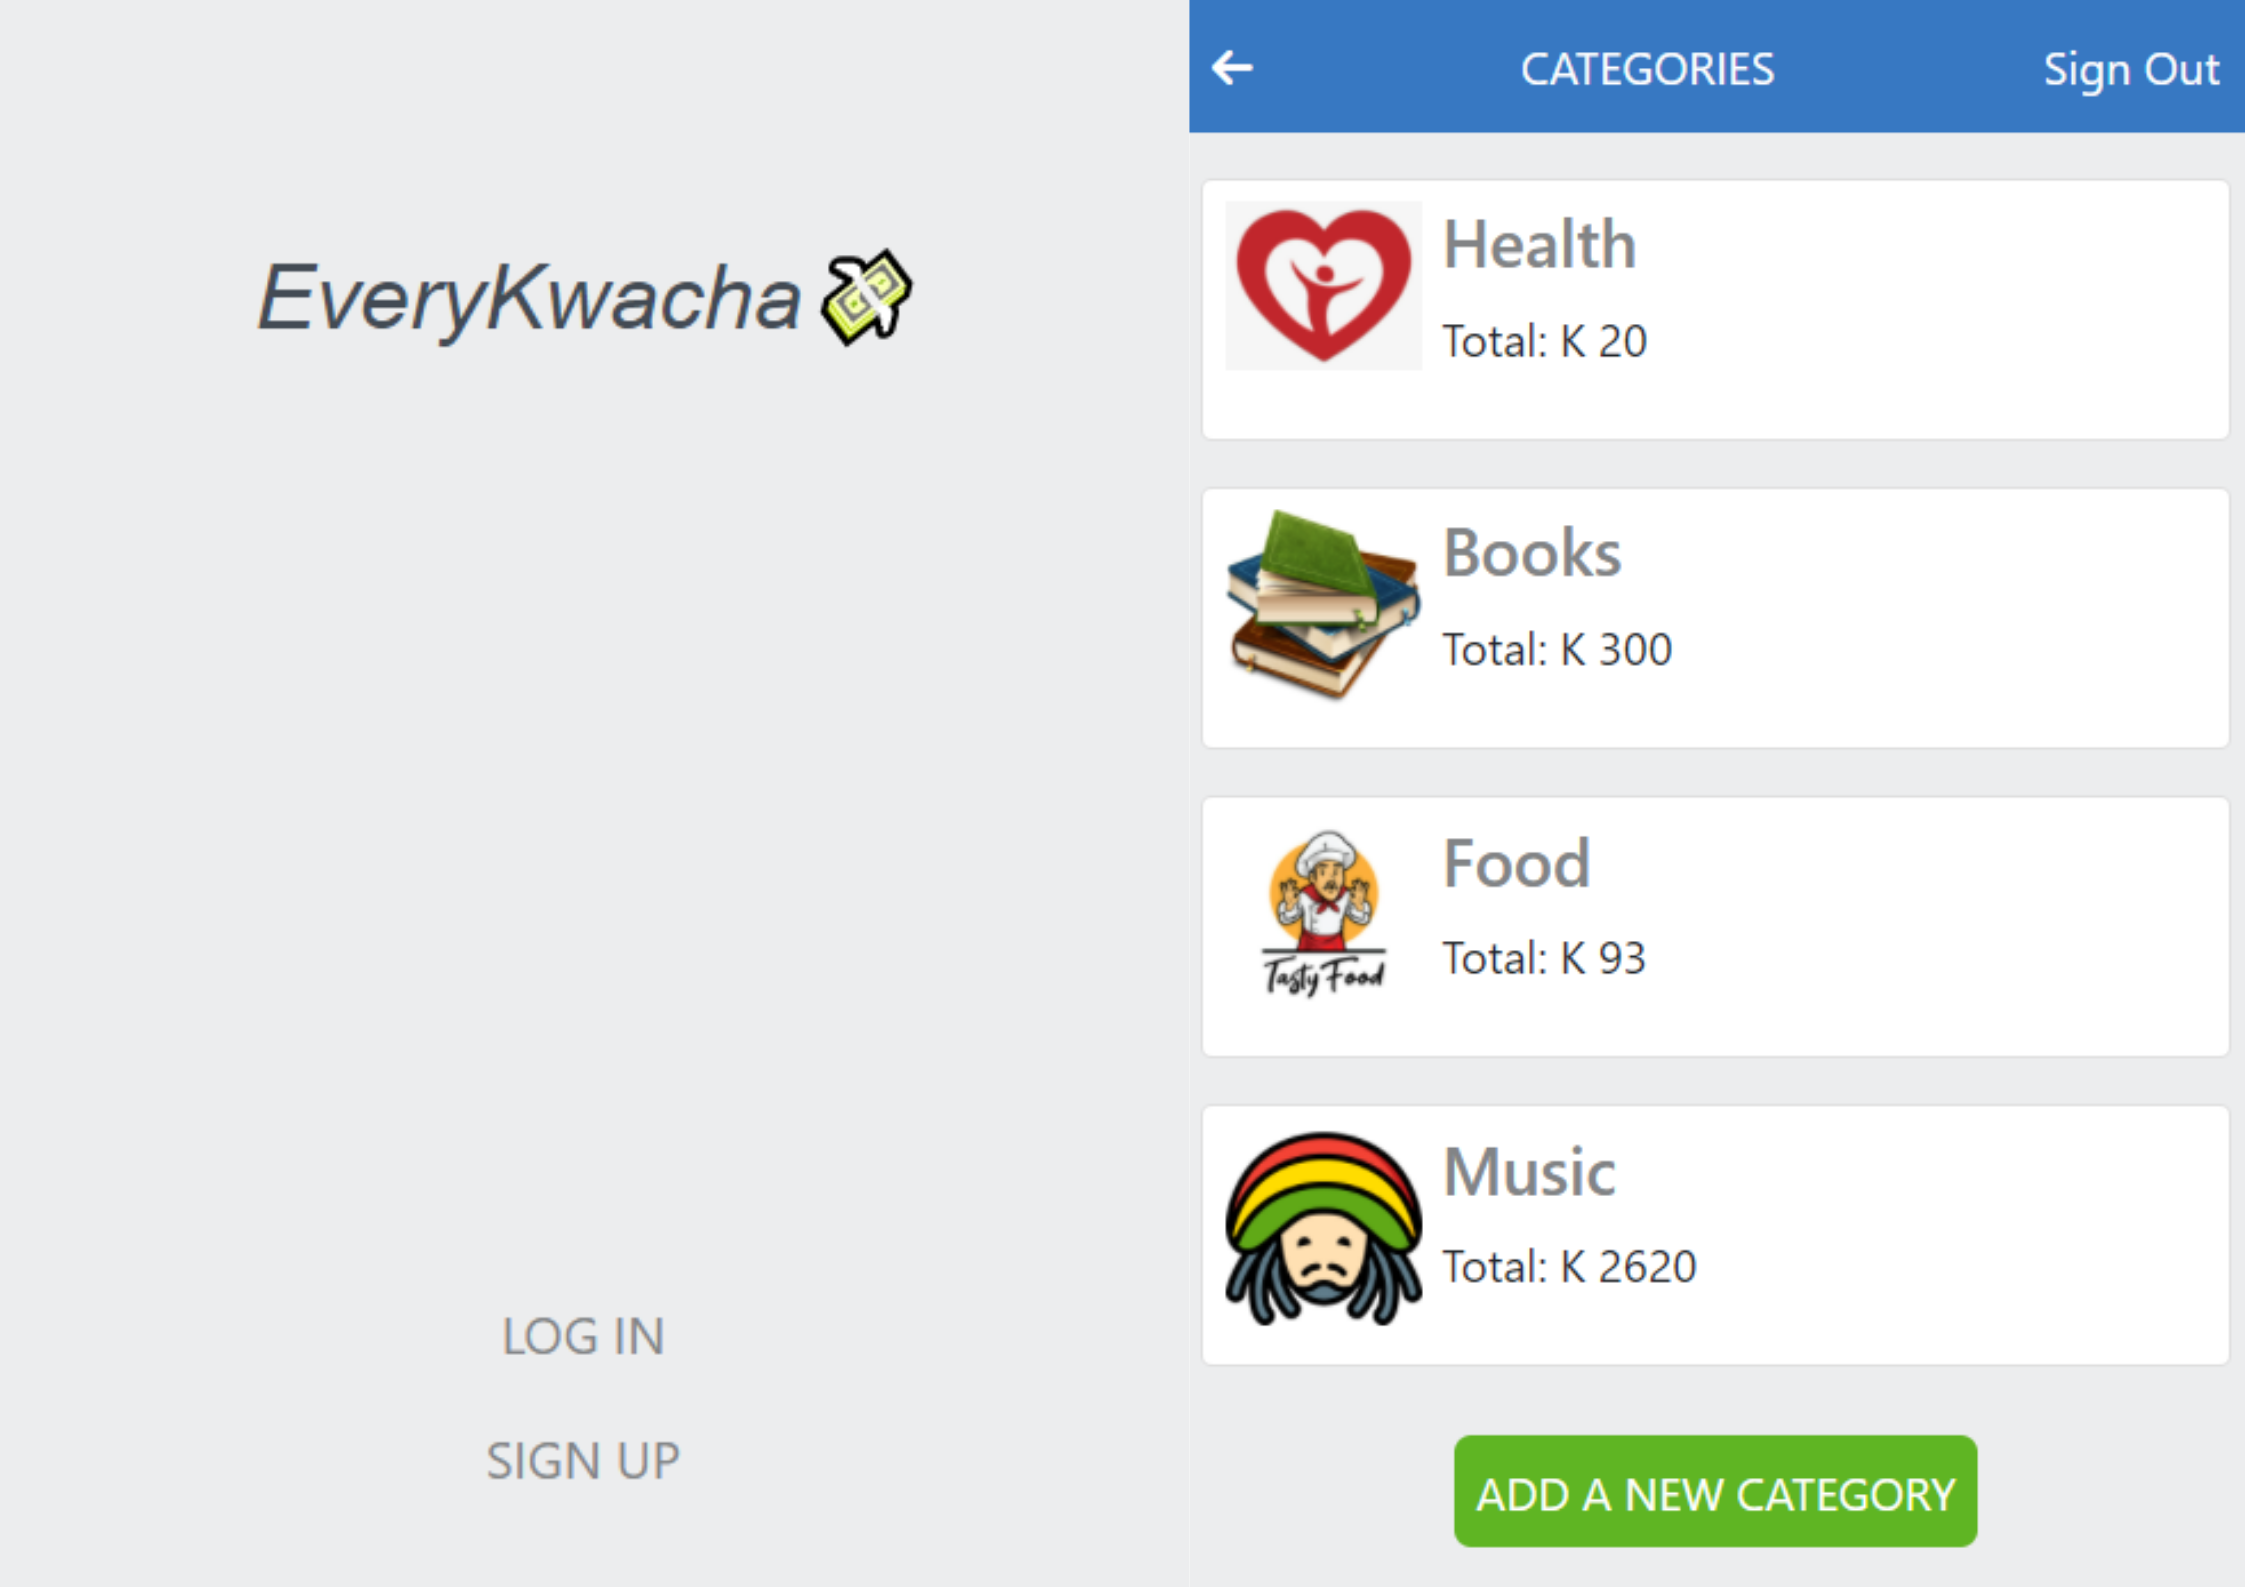 EveryKwacha
LOG IN
SIGN UP
CATEGORIES
Sign Out
Health
Total: K 20
Books
Total: K 300
Food
Total: K 93
Tasty Food
Music
Total: K 2620
ADD A NEW CATEGORY